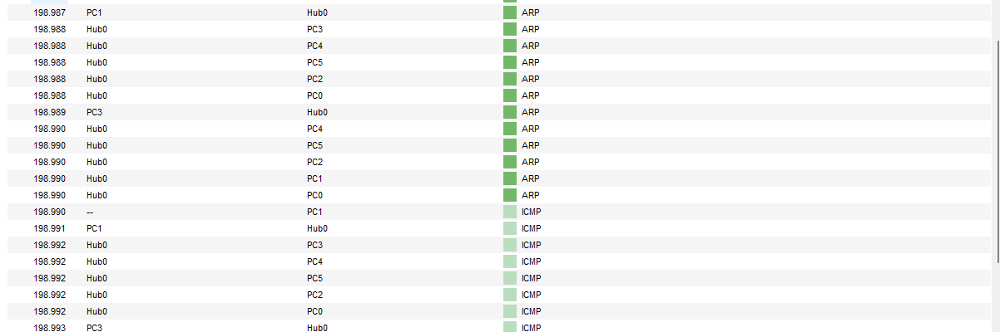 198.987 PC1 Hub0 ARP
198.988 Hub0 PC3 ARP
198.988 Hub0 PC4 ARP
198.988 Hub0 PC5 ARP
198.988 Hub0 PC2 ARP
198.988 Hub0 PC0 ARP
198.989 PC3 Hub0 ARP
198.990 Hub0 PC4 ARP
198.990 Hub0 PC5 ARP
198.990 Hub0 PC2 ARP
198.990 Hub0 PC1 ARP
198.990 Hub0 PC0 ARP
198.990 -- PC1 ICMP
198.991 PC1 Hub0 ICMP
198.992 Hub0 PC3 ICMP
198.992 Hub0 PC4 ICMP
198.992 Hub0 PC5 ICMP
198.992 Hub0 PC2 ICMP
198.992 Hub0 PC0 ICMP
198.993 PC3 Hub0 ICMP